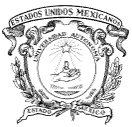 ESTADOS UNIDOS MEXICANOS
UNIVERSIDAD AUTONOMA
ESTADO
MEXICO